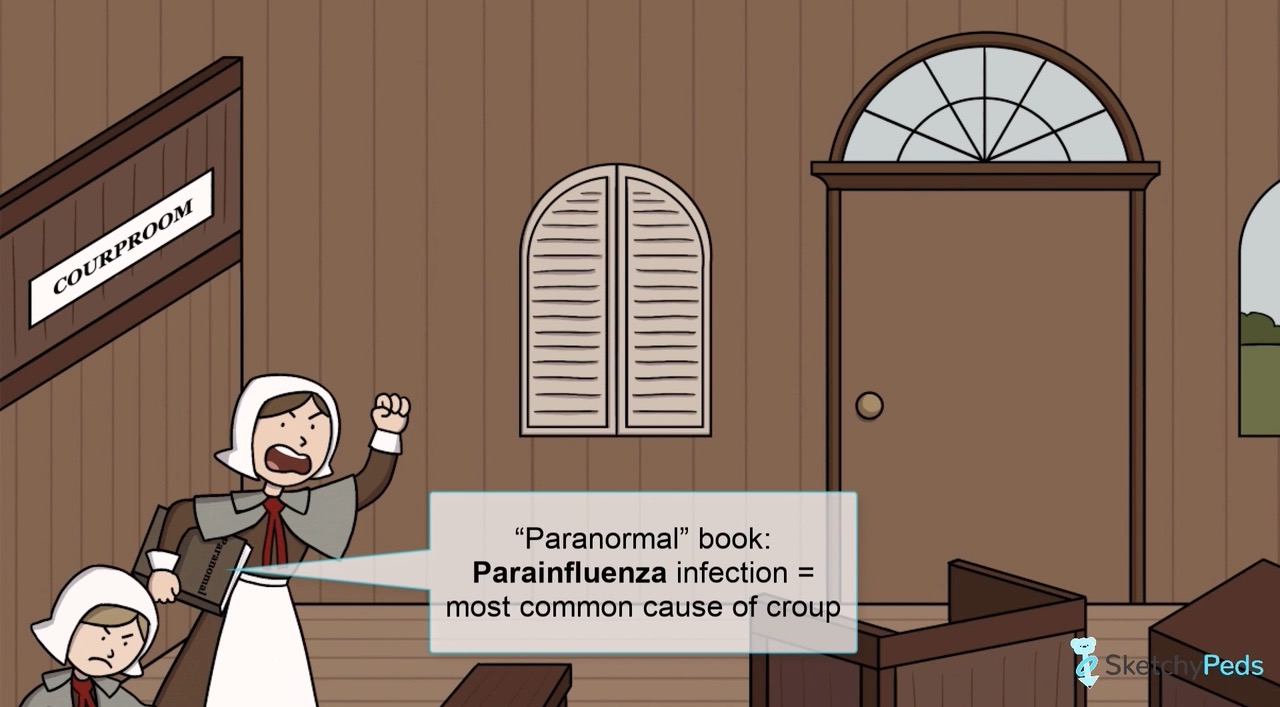 COURPROOM
“Paranormal” book:
Parainfluenza infection =
most common cause of croup
Paranormal
SketchyPeds